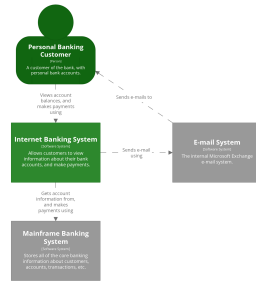 Personal Banking
Customer
[Person]
A customer of the bank, with
personal bank accounts.
Views account
balances, and
makes payments
using
Sends e-mails to
Internet Banking System
[Software System]
Allows customers to view
information about their bank
accounts, and make payments.
Sends e-mail
using
E-mail System
[Software System]
The internal Microsoft Exchange
e-mail system.
Gets account
information from,
and makes
payments using
Mainframe Banking
System
[Software System]
Stores all of the core banking
information about customers,
accounts, transactions, etc.